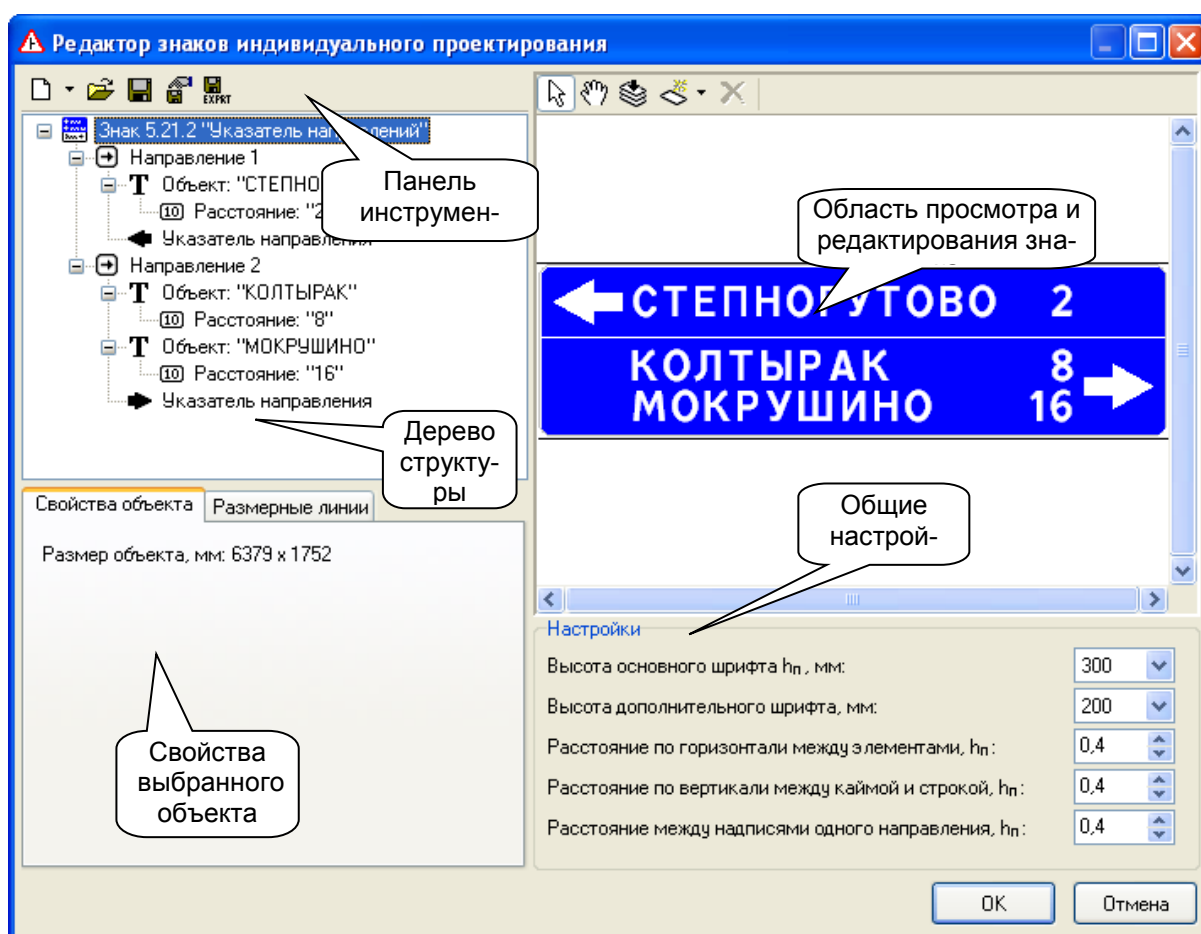 Редактор знаков индивидуального проектирования
EXPRT
Знак 5.21.2 "Указатель направлений"
Направление 1
T Объект: "СТЕПНО
10 Расстояние: "2
Указатель направления
Направление 2
T Объект: "КОЛТЫРАК"
10 Расстояние: "8"
T Объект: "МОКРУШИНО"
10 Расстояние: "16"
Указатель направления
Панель
инструмен-
Дерево
структу-
ры
Свойства объекта Размерные линии
Размер объекта, мм: 6379 x 1752
Свойства
выбранного
объекта
Область просмотра и
редактирования зна-
СТЕПНОГУТОВО 2
КОЛТЫРАК 8
МОКРУШИНО 16
Общие
настрой-
Настройки
Высота основного шрифта hп , мм: 300
Высота дополнительного шрифта, мм: 200
Расстояние по горизонтали между элементами, hп : 0,4
Расстояние по вертикали между каймой и строкой, hп : 0,4
Расстояние между надписями одного направления, hп : 0,4
OK Отмена